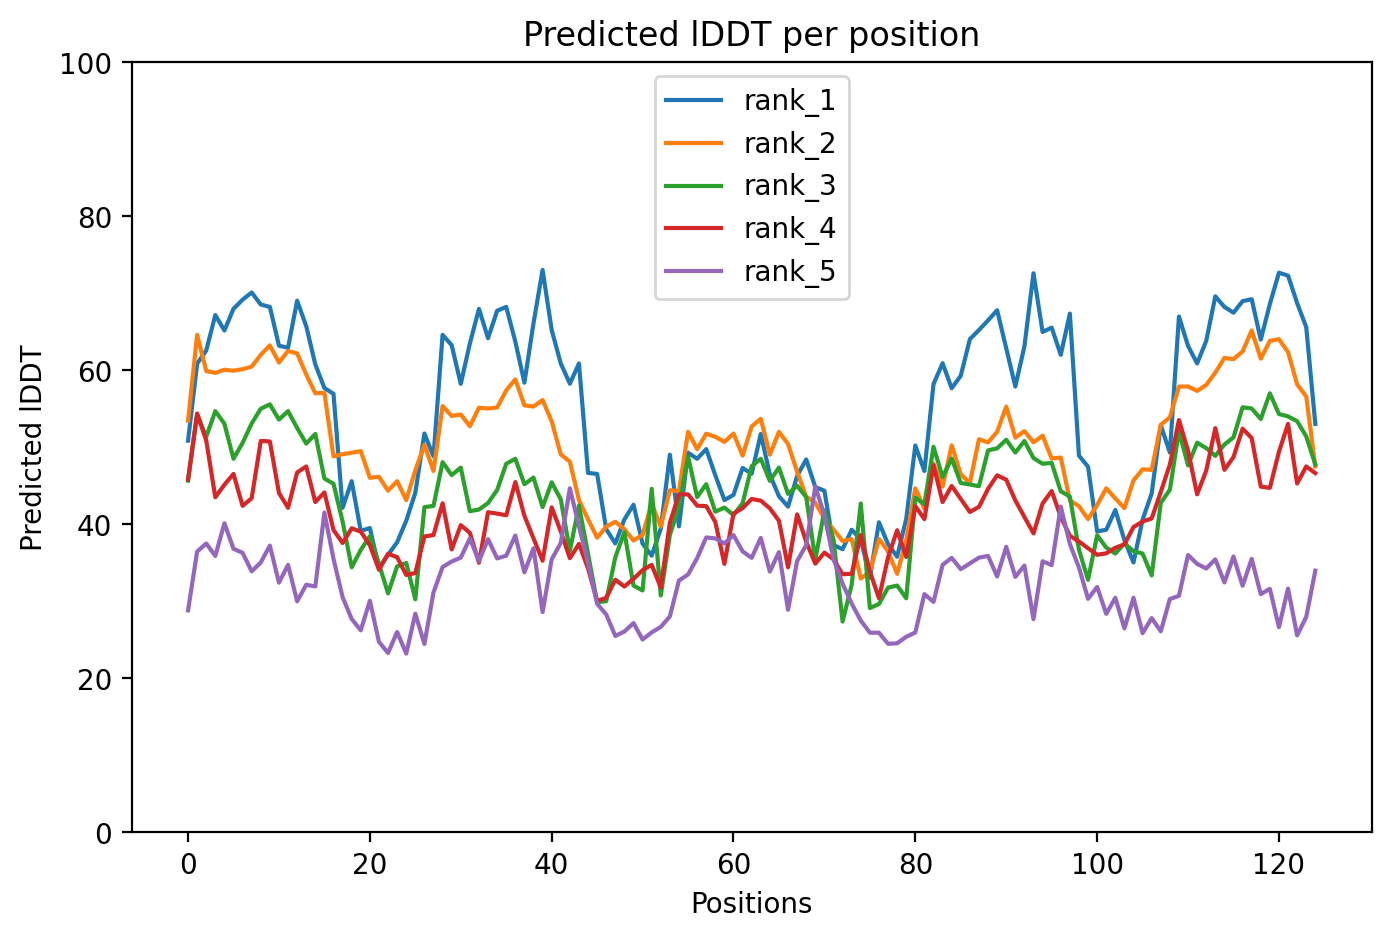 Predicted lDDT per position
100
80
60
40
20
0
Predicted lDDT
rank_1
rank_2
rank_3
rank_4
rank_5
0 20 40 60 80 100 120
Positions